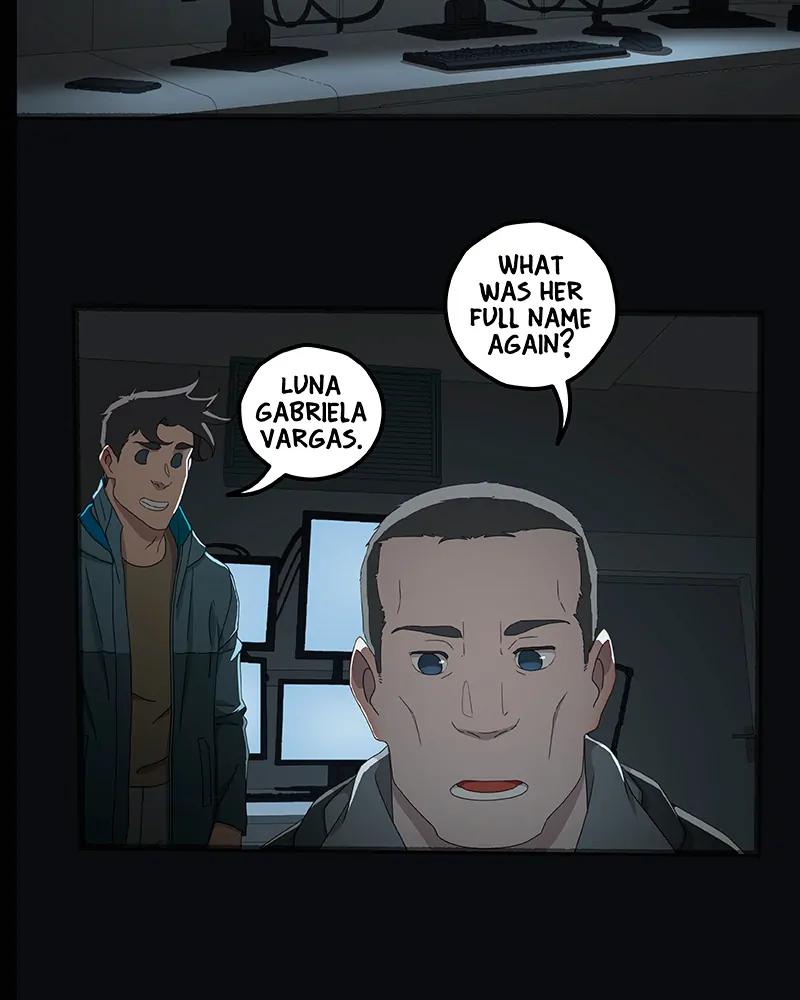 WHAT
WAS HER
FULL NAME
AGAIN?
LUNA
GABRIELA
VARGAS.